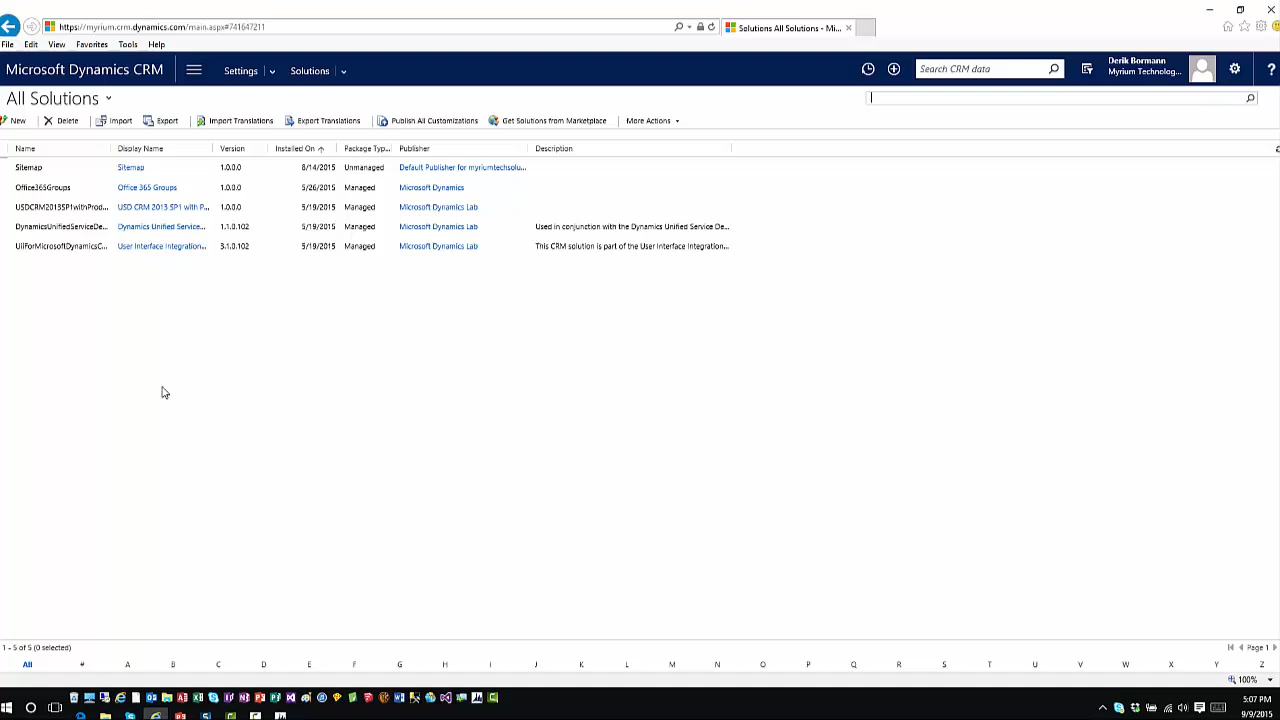 https://myrium.crm.dynamics.com/main.aspx#741647211
Solutions All Solutions - Mi...
File Edit View Favorites Tools Help
Microsoft Dynamics CRM Settings Solutions Search CRM data Derik Bormann
Myrium Technolog...
All Solutions
New Delete Import Export Import Translations Export Translations Publish All Customizations Get Solutions from Marketplace More Actions
Name Display Name Version Installed On Package Typ... Publisher Description
Sitemap Sitemap 1.0.0.0 8/14/2015 Unmanaged Default Publisher for myriumtechsolu...
Office365Groups Office 365 Groups 1.0.0.0 5/26/2015 Managed Microsoft Dynamics
USDCRM2013SP1withProd... USD CRM 2013 SP1 with P... 1.0.0.0 5/19/2015 Managed Microsoft Dynamics Lab
DynamicsUnifiedServiceDe... Dynamics Unified Service... 1.1.0.102 5/19/2015 Managed Microsoft Dynamics Lab Used in conjunction with the Dynamics Unified Service De...
UiiForMicrosoftDynamicsC... User Interface Integration... 3.1.0.102 5/19/2015 Managed Microsoft Dynamics Lab This CRM solution is part of the User Interface Integration...
1 - 5 of 5 (0 selected) Page 1
All # A B C D E F G H I J K L M N O P Q R S T U V W X Y Z
100%
5:07 PM
9/9/2015